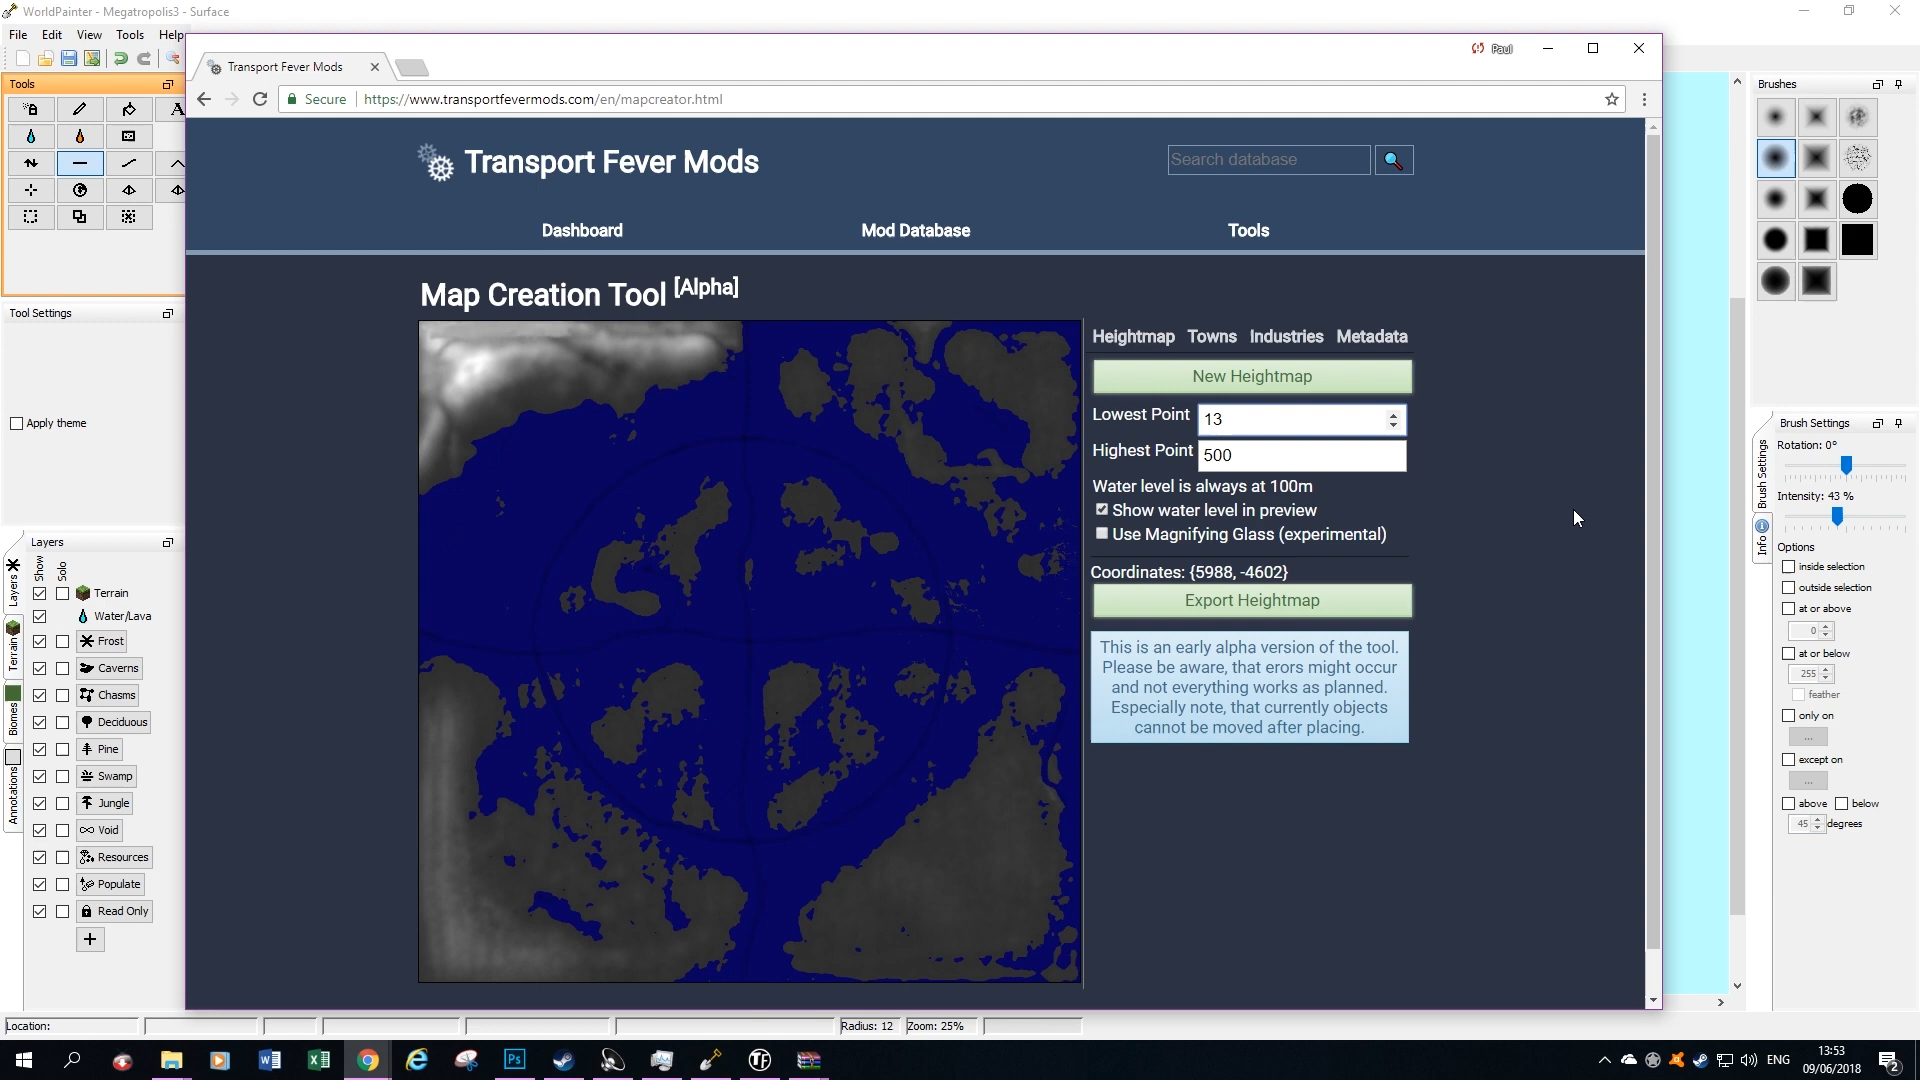 WorldPainter - Megatropolis3 - Surface
File Edit View Tools Help
Tools
A
Tool Settings
Apply theme
Layers
Show
Solo
Terrain
Water/Lava
Frost
Caverns
Chasms
Deciduous
Pine
Swamp
Jungle
Void
Resources
Populate
Read Only
+
Layers
Terrain
Biomes
Annotations
Transport Fever Mods
Paul
Secure
https://www.transportfevermods.com/en/mapcreator.html
Transport Fever Mods
Search database
Dashboard
Mod Database
Tools
Map Creation Tool [Alpha]
Heightmap Towns Industries Metadata
New Heightmap
Lowest Point 13
Highest Point 500
Water level is always at 100m
Show water level in preview
Use Magnifying Glass (experimental)
Coordinates: {5988, -4602}
Export Heightmap
This is an early alpha version of the tool.
Please be aware, that erors might occur
and not everything works as planned.
Especially note, that currently objects
cannot be moved after placing.
Brushes
Brush Settings
Info
Brush Settings
Rotation: 0°
Intensity: 43 %
Options
inside selection
outside selection
at or above
0
at or below
255
feather
only on
...
except on
...
above below
45 degrees
Location:
Radius: 12
Zoom: 25%
Ps
TF
ENG
13:53
09/06/2018
2